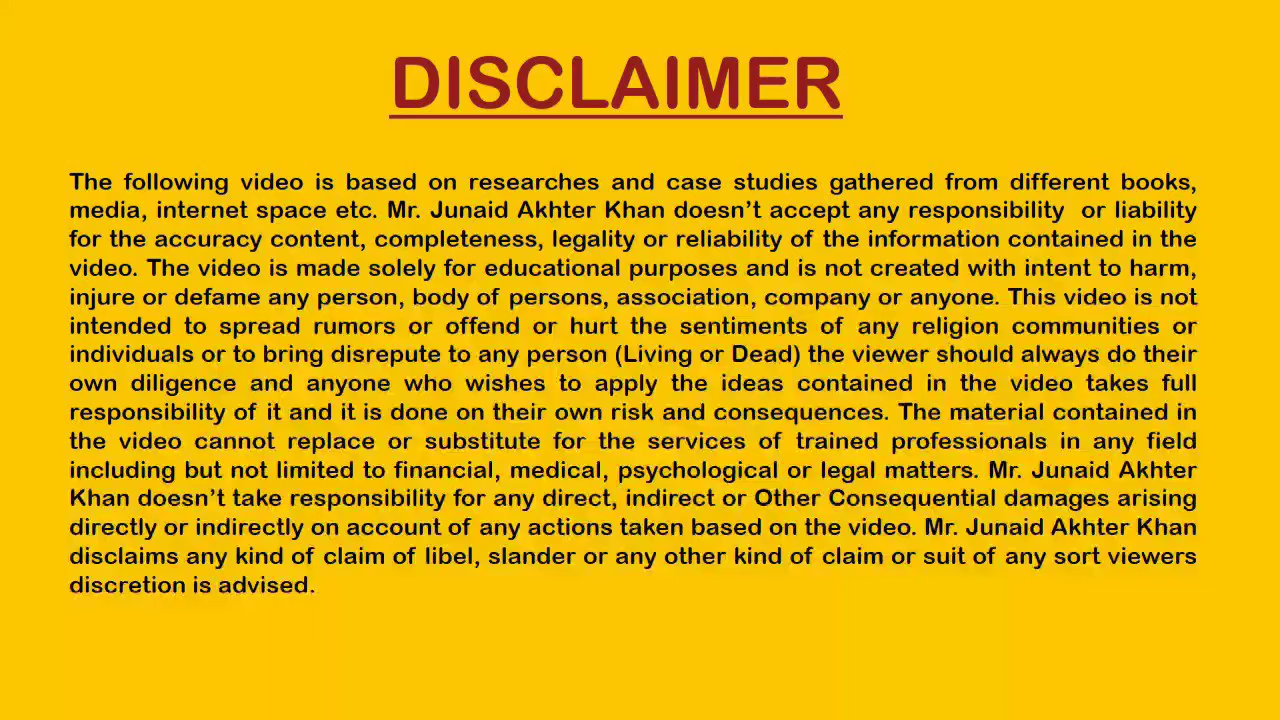 DISCLAIMER
The following video is based on researches and case studies gathered from different books,
media, internet space etc. Mr. Junaid Akhter Khan doesn’t accept any responsibility or liability
for the accuracy content, completeness, legality or reliability of the information contained in the
video. The video is made solely for educational purposes and is not created with intent to harm,
injure or defame any person, body of persons, association, company or anyone. This video is not
intended to spread rumors or offend or hurt the sentiments of any religion communities or
individuals or to bring disrepute to any person (Living or Dead) the viewer should always do their
own diligence and anyone who wishes to apply the ideas contained in the video takes full
responsibility of it and it is done on their own risk and consequences. The material contained in
the video cannot replace or substitute for the services of trained professionals in any field
including but not limited to financial, medical, psychological or legal matters. Mr. Junaid Akhter
Khan doesn’t take responsibility for any direct, indirect or Other Consequential damages arising
directly or indirectly on account of any actions taken based on the video. Mr. Junaid Akhter Khan
disclaims any kind of claim of libel, slander or any other kind of claim or suit of any sort viewers
discretion is advised.